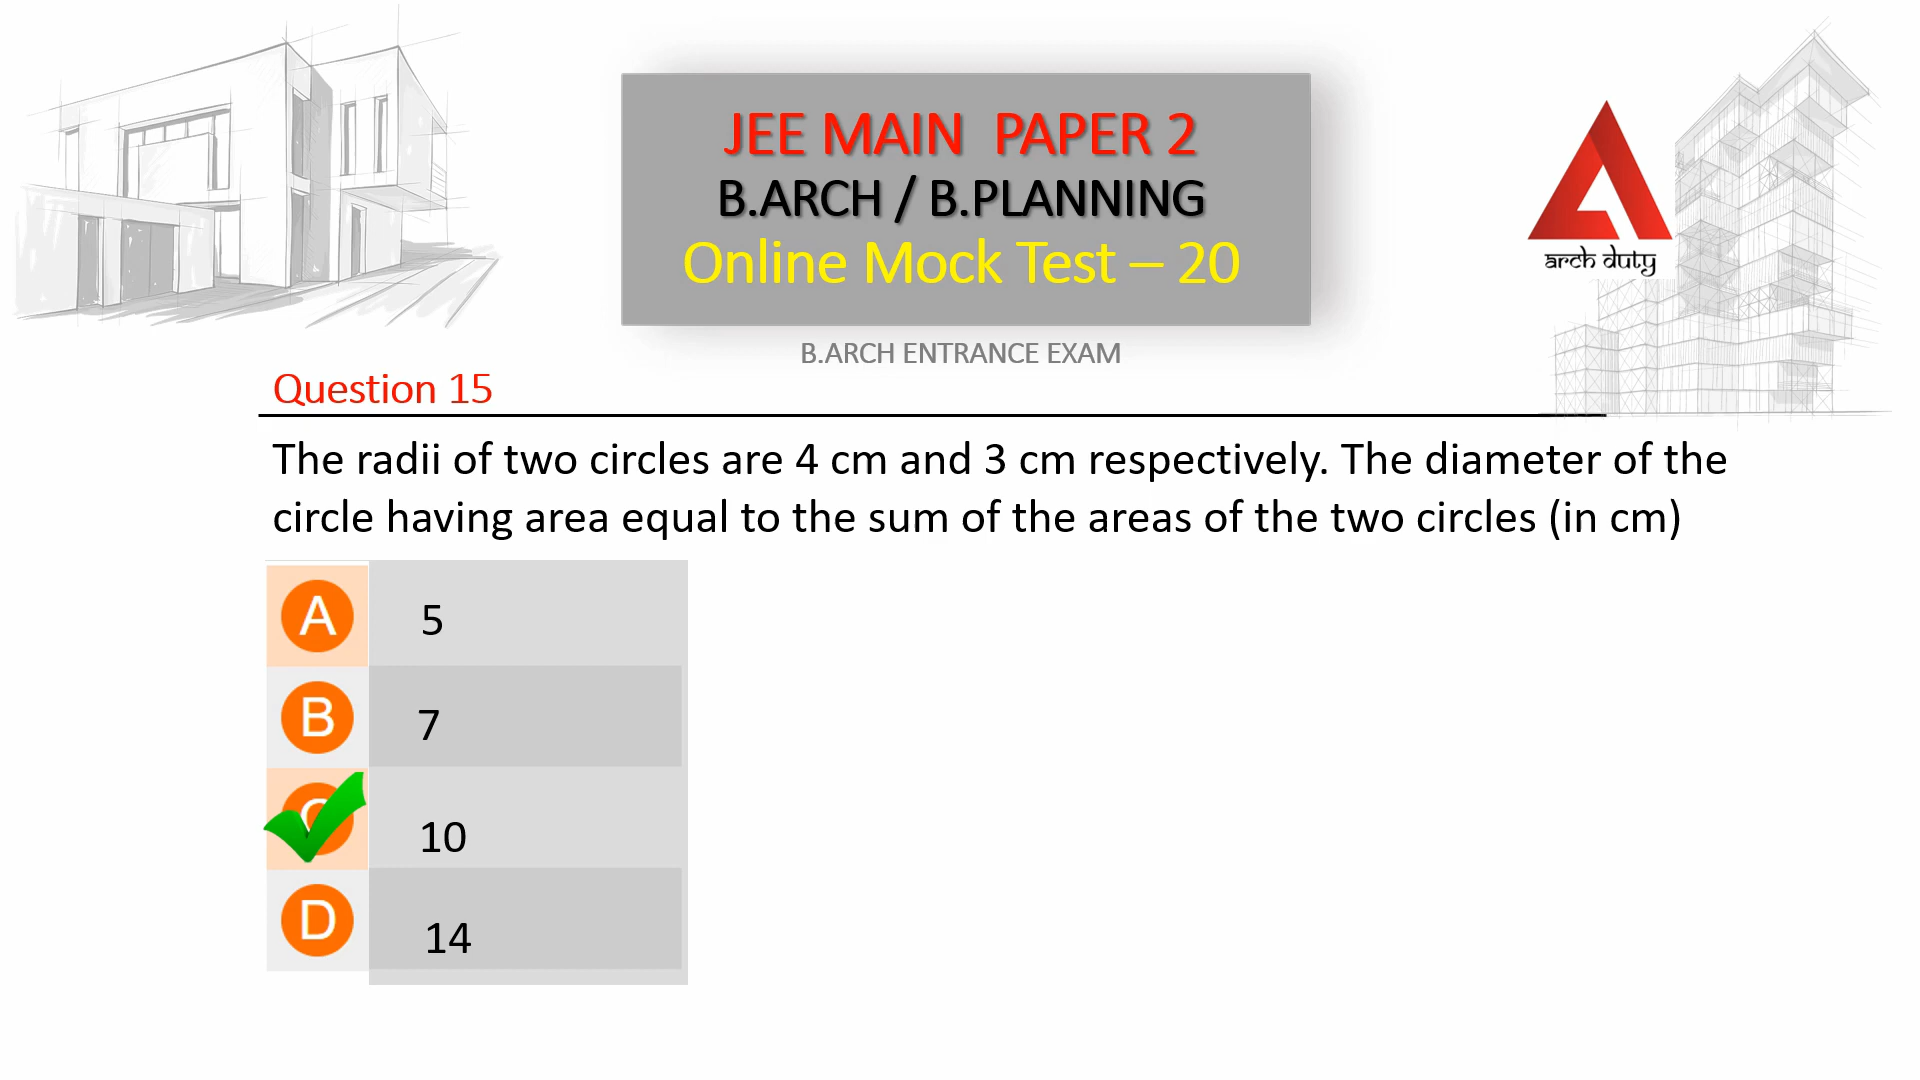 JEE MAIN PAPER 2
B.ARCH / B.PLANNING
Online Mock Test – 20
arch duty
B.ARCH ENTRANCE EXAM
Question 15
The radii of two circles are 4 cm and 3 cm respectively. The diameter of the
circle having area equal to the sum of the areas of the two circles (in cm)
A 5
B 7
C 10
D 14